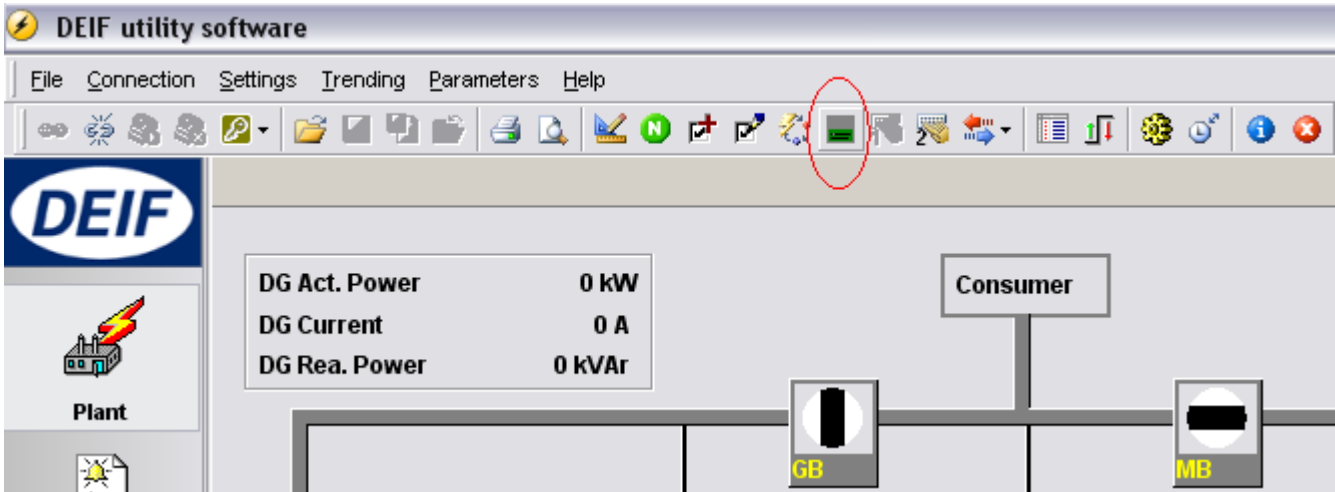 DEIF utility software
File Connection Settings Trending Parameters Help
N
DEIF
DG Act. Power 0 kW
DG Current 0 A
DG Rea. Power 0 kVAr
Consumer
Plant
GB
MB